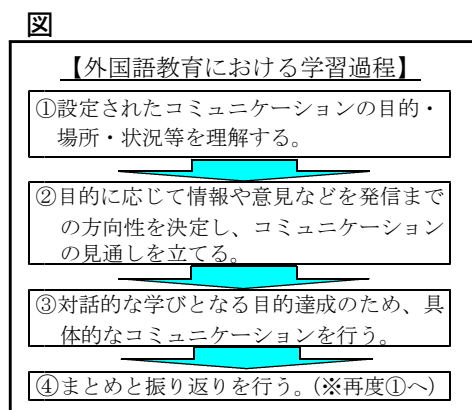 図
【外国語教育における学習過程】
①設定されたコミュニケーションの目的・
場所・状況等を理解する。
②目的に応じて情報や意見などを発信まで
の方向性を決定し、コミュニケーション
の見通しを立てる。
③対話的な学びとなる目的達成のため、具
体的なコミュニケーションを行う。
④まとめと振り返りを行う。(※再度①へ)